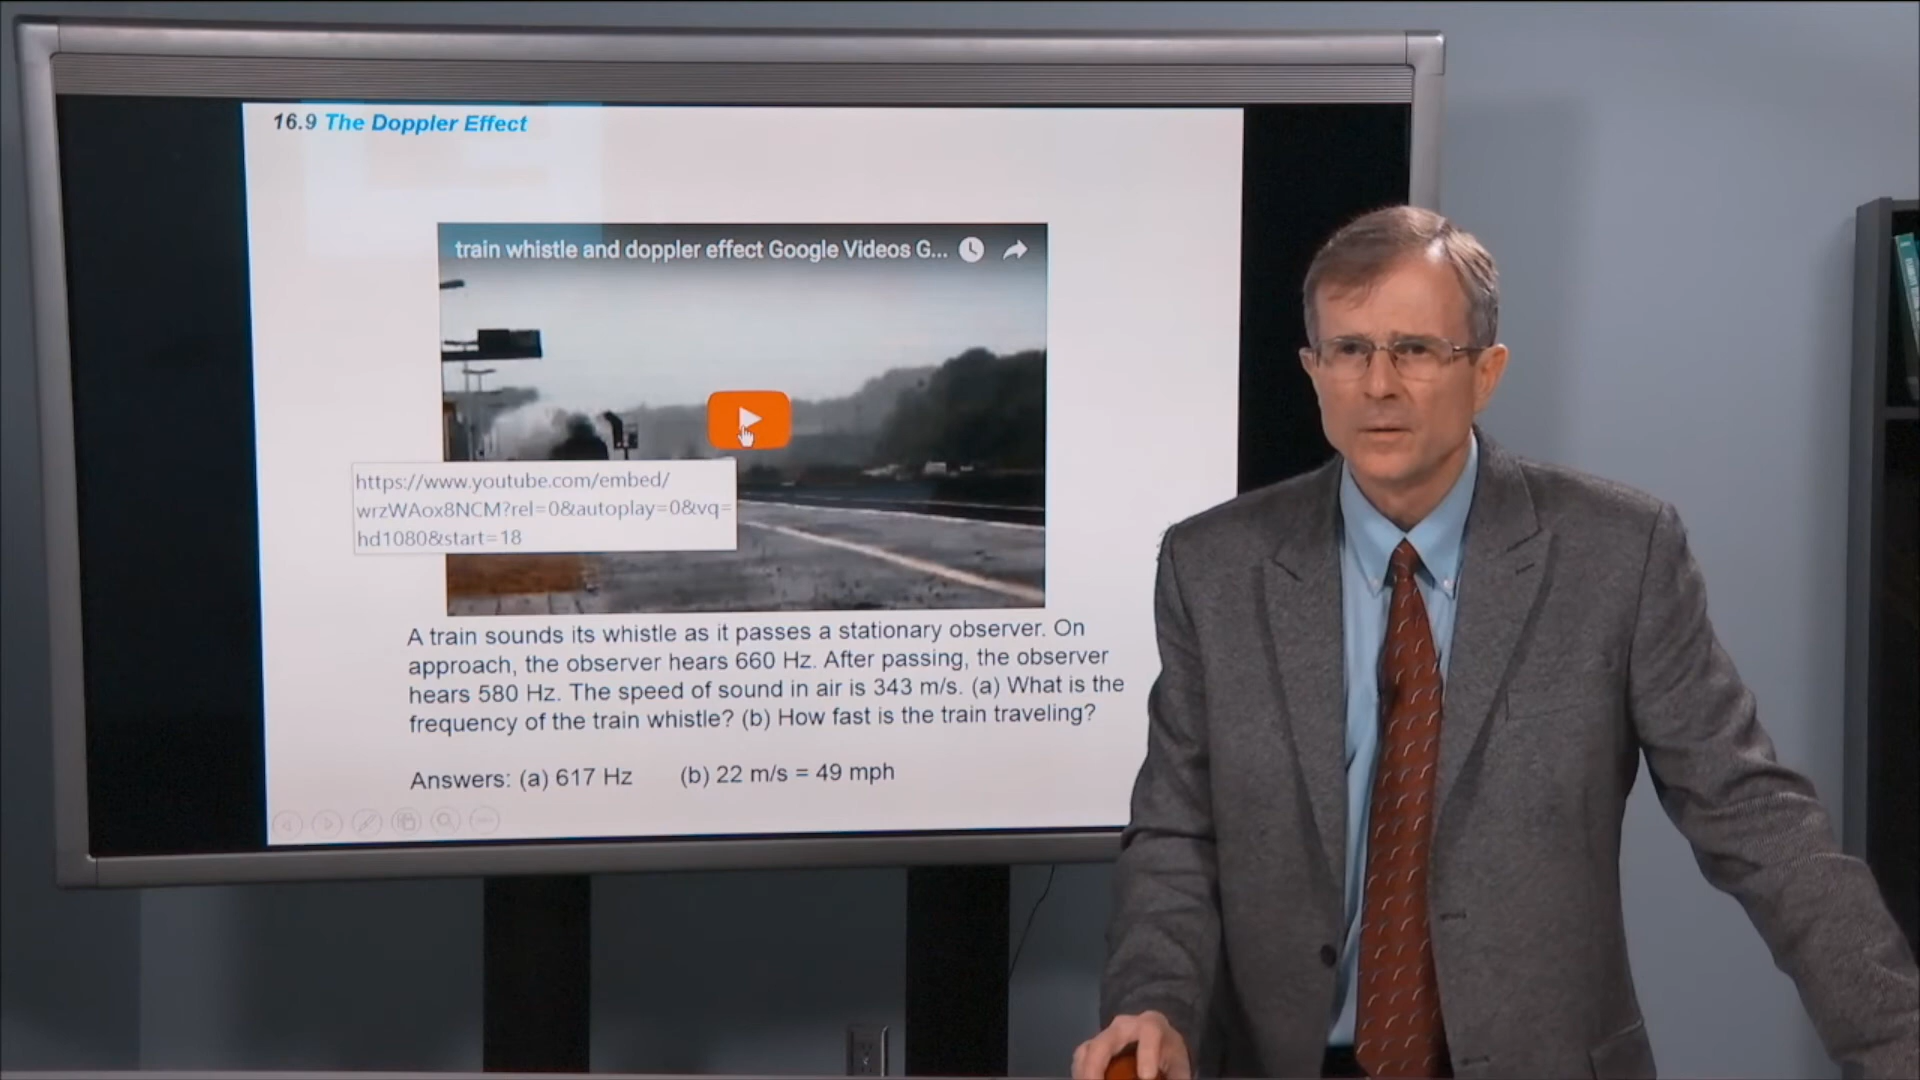 16.9 The Doppler Effect
train whistle and doppler effect Google Videos G...
https://www.youtube.com/embed/
wrzWAox8NCM?rel=0&autoplay=0&vq=
hd1080&start=18
A train sounds its whistle as it passes a stationary observer. On
approach, the observer hears 660 Hz. After passing, the observer
hears 580 Hz. The speed of sound in air is 343 m/s. (a) What is the
frequency of the train whistle? (b) How fast is the train traveling?
Answers: (a) 617 Hz (b) 22 m/s = 49 mph